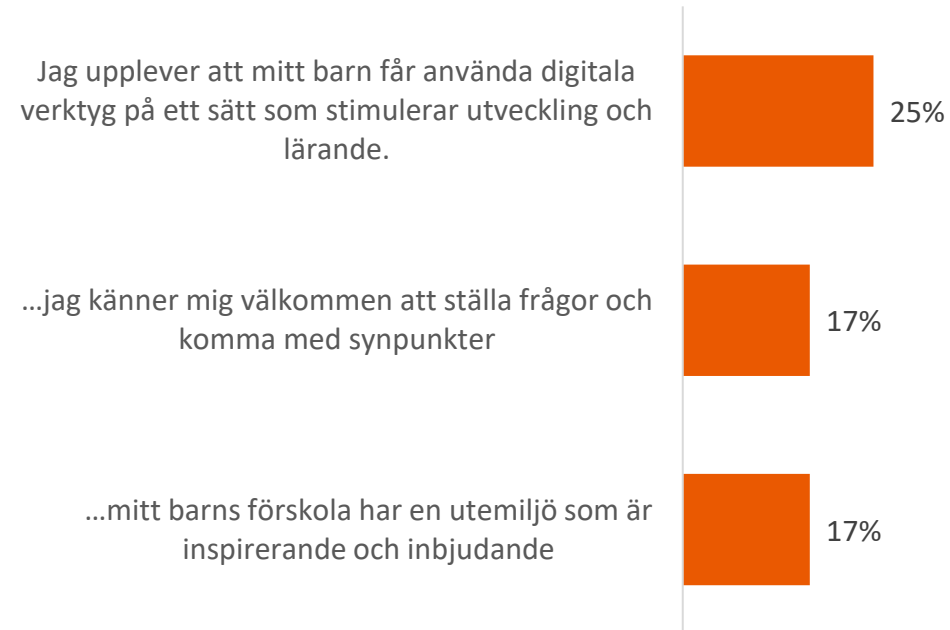 Jag upplever att mitt barn får använda digitala
verktyg på ett sätt som stimulerar utveckling och
lärande.
25%
...jag känner mig välkommen att ställa frågor och
komma med synpunkter
17%
...mitt barns förskola har en utemiljö som är
inspirerande och inbjudande
17%